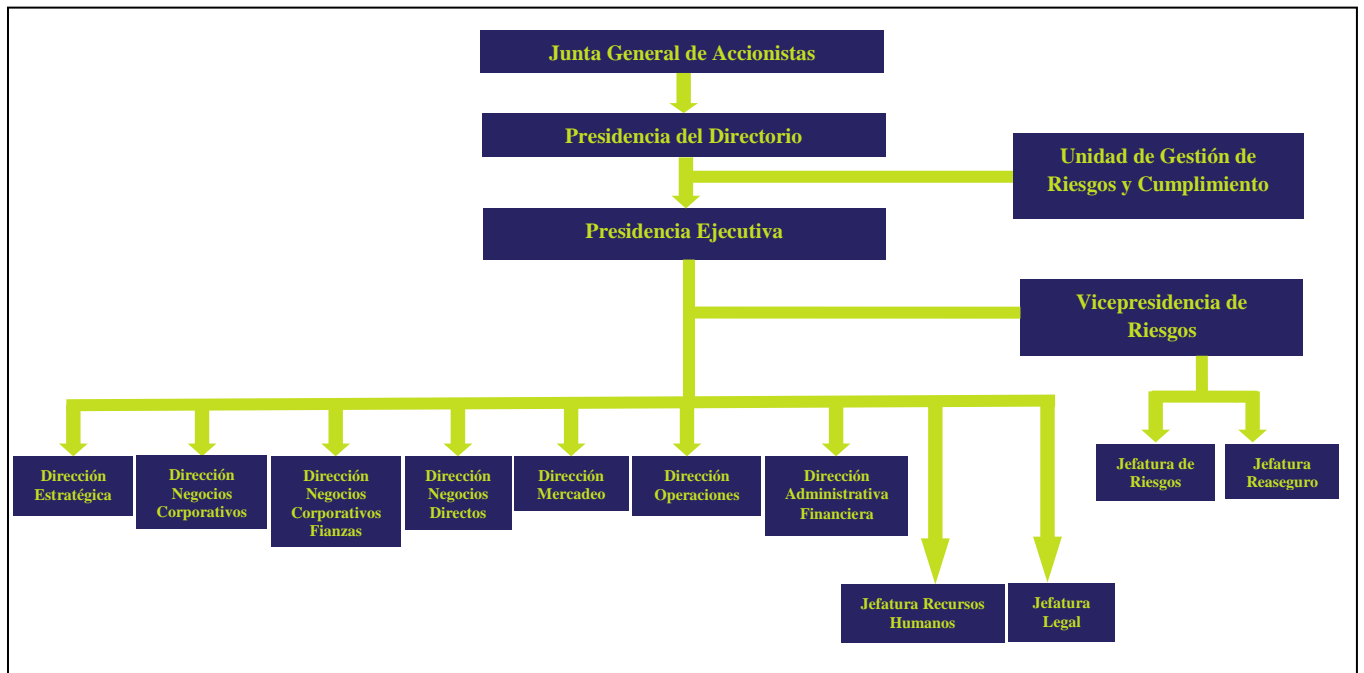 Junta General de Accionistas
Presidencia del Directorio
Unidad de Gestión de
Riesgos y Cumplimiento
Presidencia Ejecutiva
Vicepresidencia de
Riesgos
Dirección
Estratégica
Dirección
Negocios
Corporativos
Dirección
Negocios
Corporativos
Fianzas
Dirección
Negocios
Directos
Dirección
Mercadeo
Dirección
Operaciones
Dirección
Administrativa
Financiera
Jefatura de
Riesgos
Jefatura
Reaseguro
Jefatura Recursos
Humanos
Jefatura
Legal